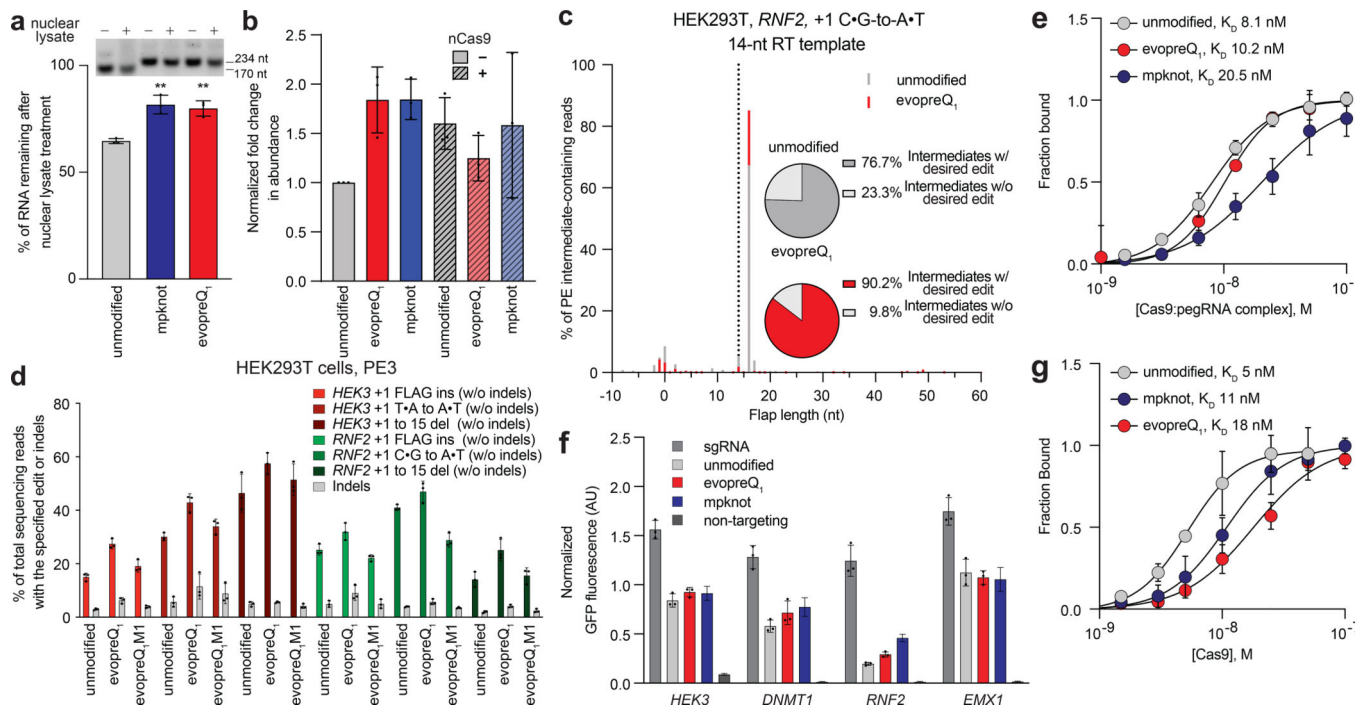 a
nuclear
lysate
– + – + – +
234 nt
170 nt
% of RNA remaining after
nuclear lysate treatment
100
50
0
**
**
unmodified
mpknot
evopreQ1
b
Normalized fold change
in abundance
2.5
2.0
1.5
1.0
0.5
0.0
nCas9
–
+
unmodified
evopreQ1
mpknot
unmodified
evopreQ1
mpknot
c
HEK293T, RNF2, +1 C•G-to-A•T
14-nt RT template
% of PE intermediate-containing reads
100
80
60
40
20
0
-10 0 10 20 30 40 50 60
Flap length (nt)
unmodified
evopreQ1
unmodified
76.7% Intermediates w/
desired edit
23.3% Intermediates w/o
desired edit
evopreQ1
90.2% Intermediates w/
desired edit
9.8% Intermediates w/o
desired edit
d
HEK293T cells, PE3
% of total sequencing reads
with the specified edit or indels
80
60
40
20
0
HEK3 +1 FLAG ins (w/o indels)
HEK3 +1 T•A to A•T (w/o indels)
HEK3 +1 to 15 del (w/o indels)
RNF2 +1 FLAG ins (w/o indels)
RNF2 +1 C•G to A•T (w/o indels)
RNF2 +1 to 15 del (w/o indels)
Indels
unmodified
evopreQ1
evopreQ1M1
unmodified
evopreQ1
evopreQ1M1
unmodified
evopreQ1
evopreQ1M1
unmodified
evopreQ1
evopreQ1M1
unmodified
evopreQ1
evopreQ1M1
unmodified
evopreQ1
evopreQ1M1
e
unmodified, KD 8.1 nM
evopreQ1, KD 10.2 nM
mpknot, KD 20.5 nM
Fraction bound
1.0
0.5
0.0
10-9 10-8 10-7
[Cas9:pegRNA complex], M
f
Normalized
GFP fluorescence (AU)
2.5
2.0
1.5
1.0
0.5
0.0
sgRNA
unmodified
evopreQ1
mpknot
non-targeting
HEK3 DNMT1 RNF2 EMX1
g
unmodified, KD 5 nM
mpknot, KD 11 nM
evopreQ1, KD 18 nM
Fraction Bound
1.0
0.5
0.0
10-9 10-8 10-7
[Cas9], M